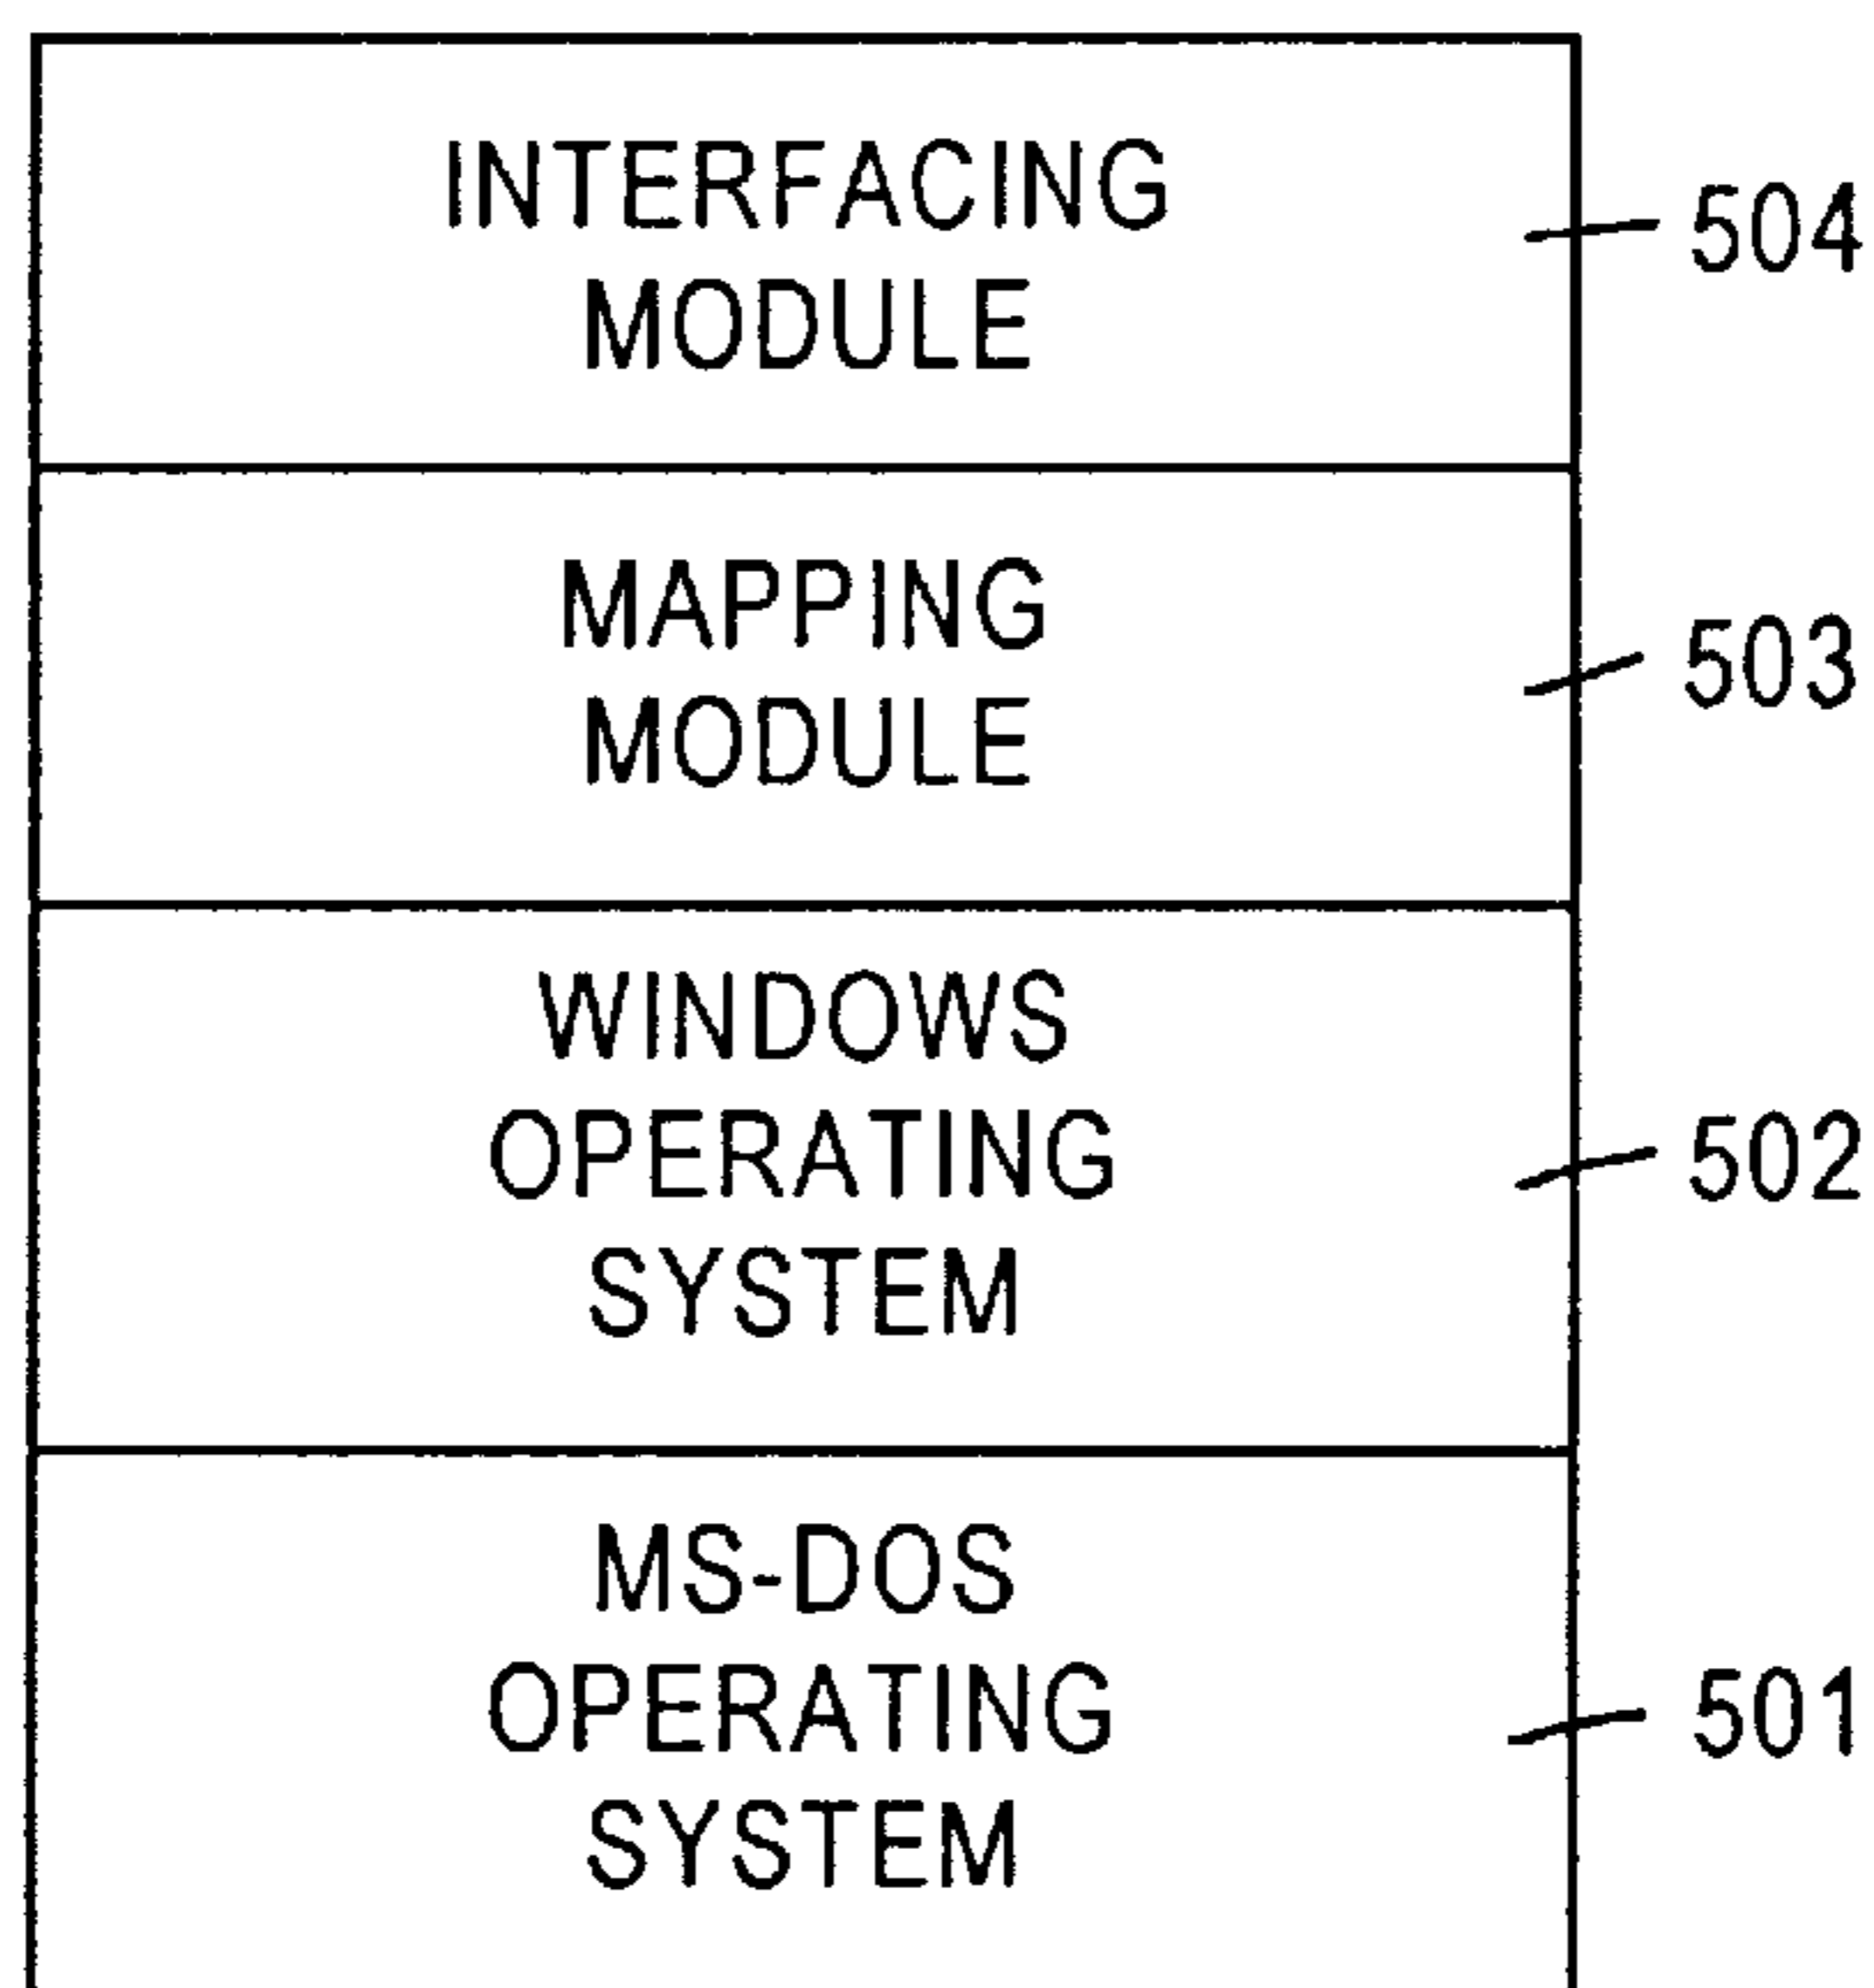 INTERFACING
MODULE
504
MAPPING
MODULE
503
WINDOWS
OPERATING
SYSTEM
502
MS-DOS
OPERATING
SYSTEM
501